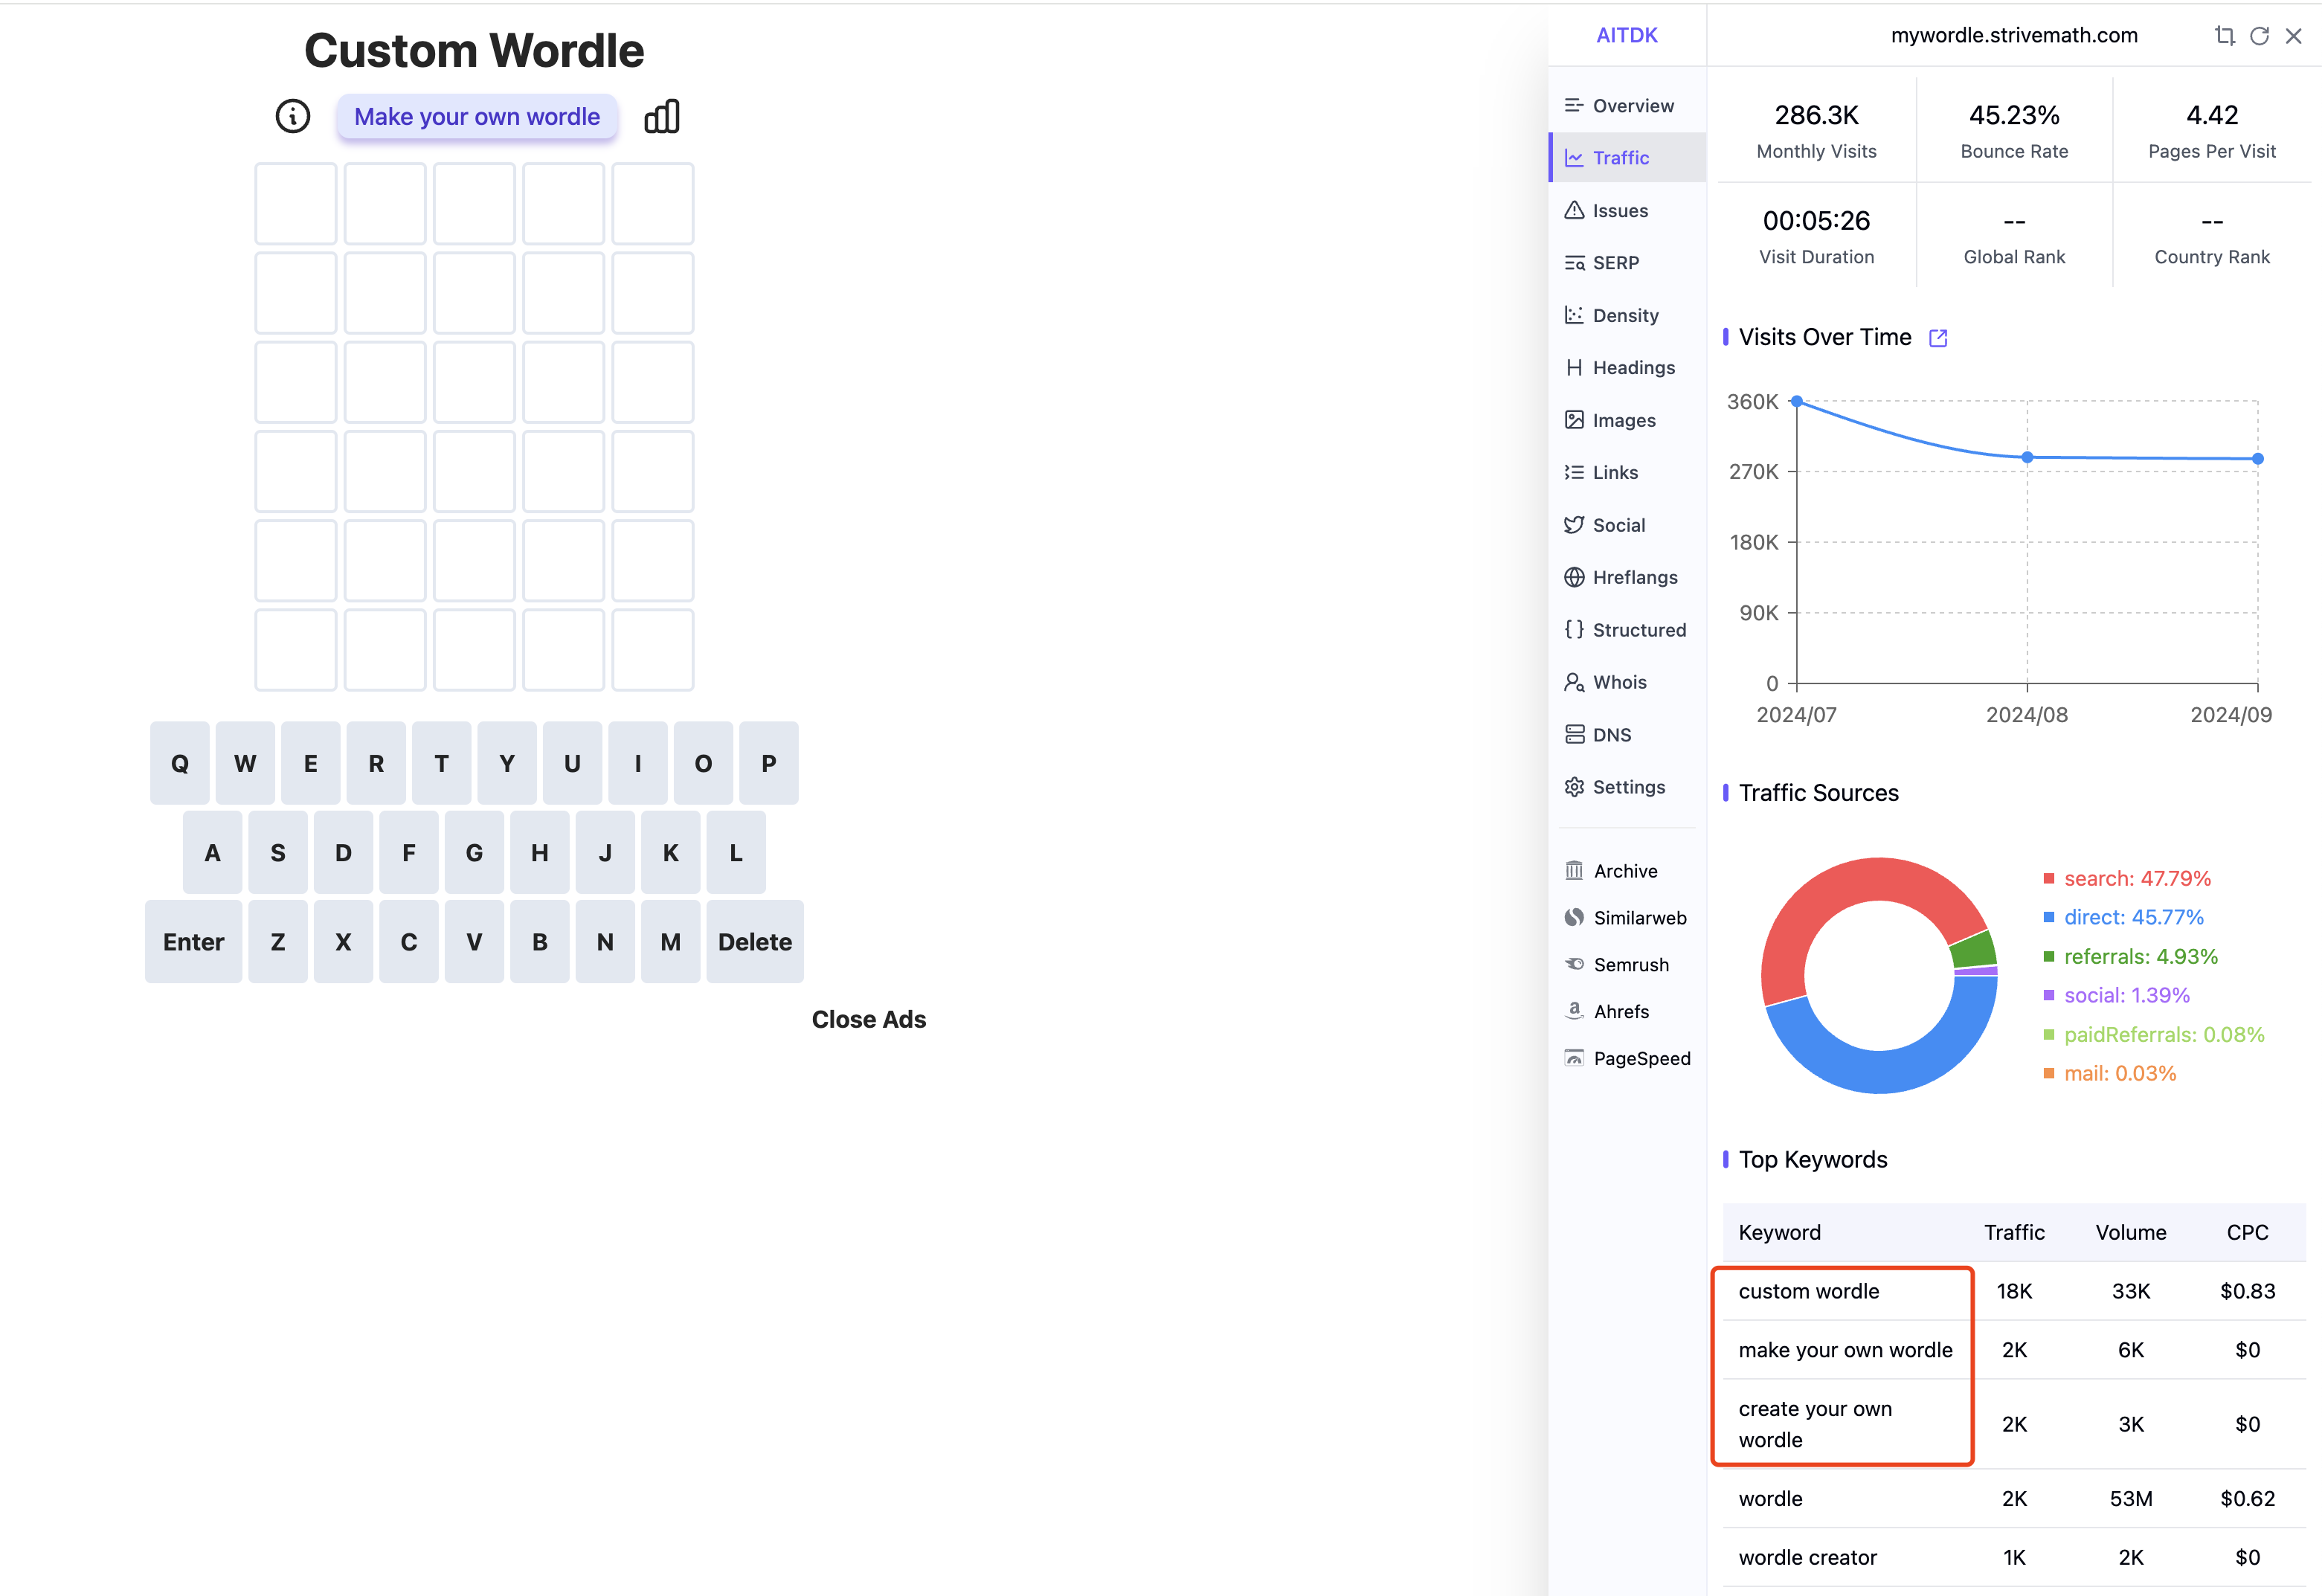 Custom Wordle
Make your own wordle
Q W E R T Y U I O P
A S D F G H J K L
Enter Z X C V B N M Delete
Close Ads
AITDK
Overview
Traffic
Issues
SERP
Density
Headings
Images
Links
Social
Hreflangs
Structured
Whois
DNS
Settings
Archive
Similarweb
Semrush
Ahrefs
PageSpeed
mywordle.strivemath.com
286.3K 45.23% 4.42
Monthly Visits Bounce Rate Pages Per Visit
00:05:26 -- --
Visit Duration Global Rank Country Rank
Visits Over Time
360K
270K
180K
90K
0
2024/07 2024/08 2024/09
Traffic Sources
search: 47.79%
direct: 45.77%
referrals: 4.93%
social: 1.39%
paidReferrals: 0.08%
mail: 0.03%
Top Keywords
Keyword Traffic Volume CPC
custom wordle 18K 33K $0.83
make your own wordle 2K 6K $0
create your own
wordle 2K 3K $0
wordle 2K 53M $0.62
wordle creator 1K 2K $0